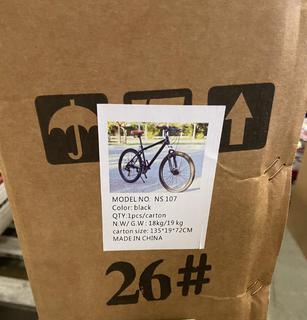 MODEL NO. NS 107
Color: black
QTY:1pcs/carton
N.W/ G.W : 18kg/19 kg
carton size: 135*19*72CM
MADE IN CHINA
26#